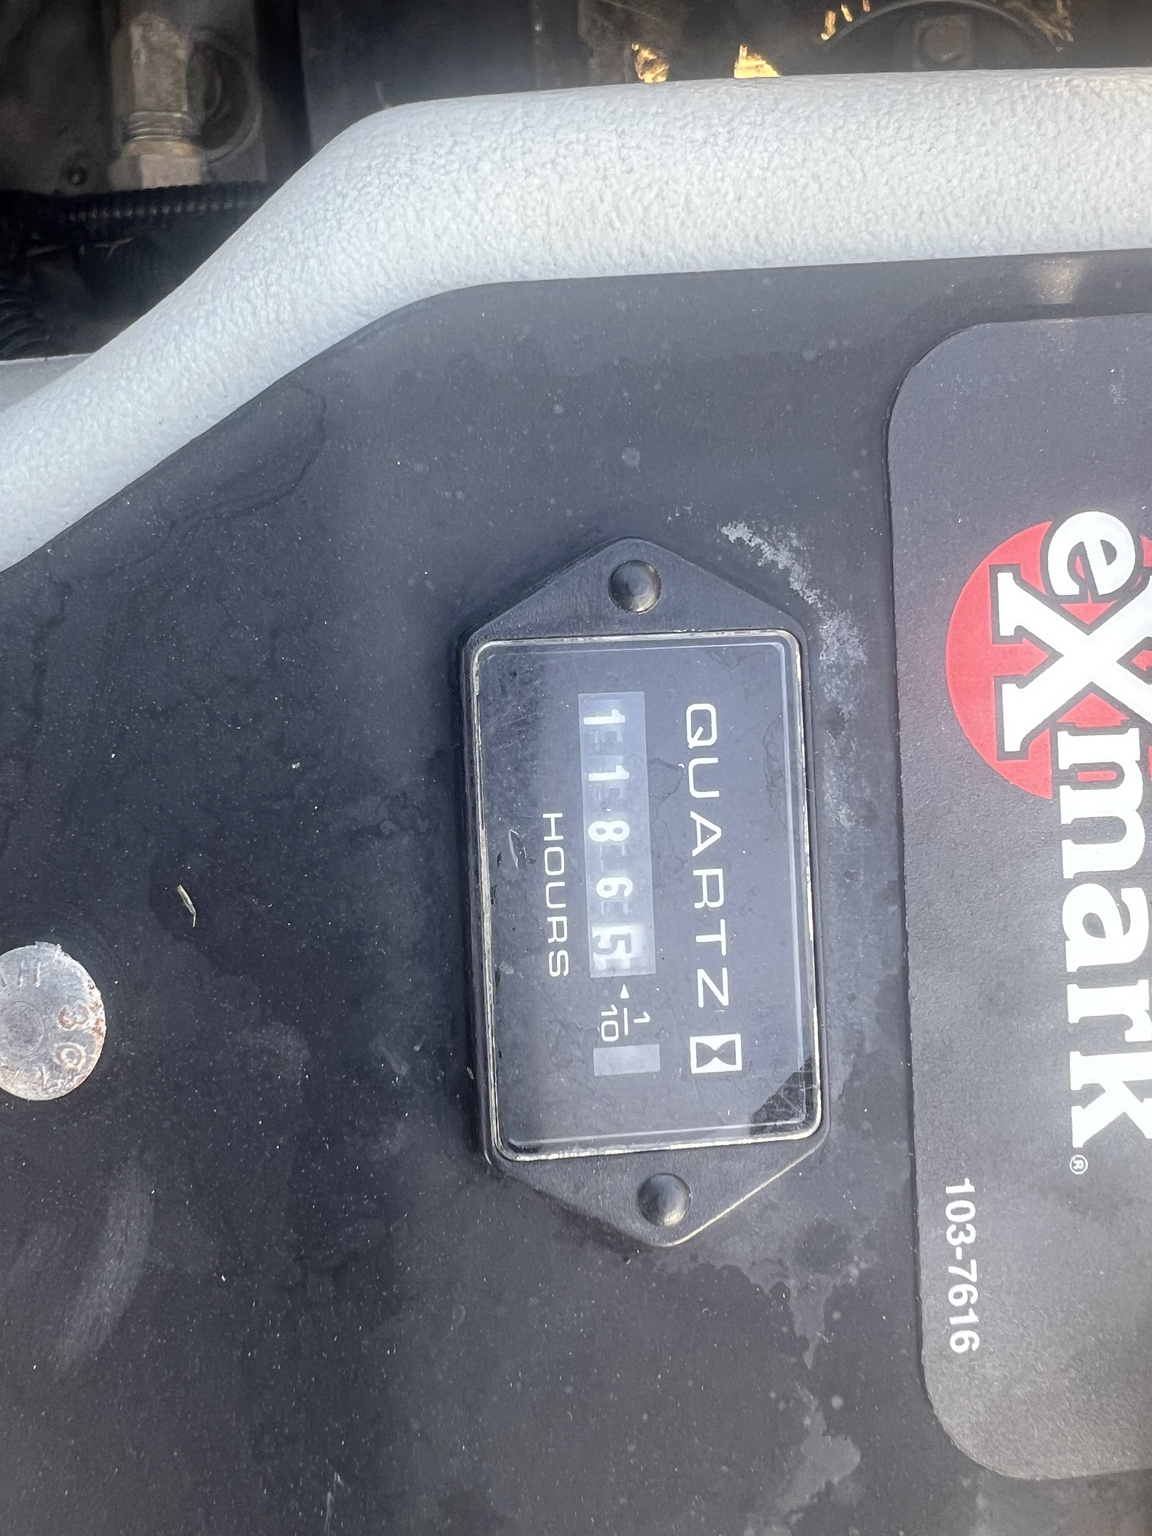 eXmark®
103-7616
QUARTZ
11865
1/10
HOURS